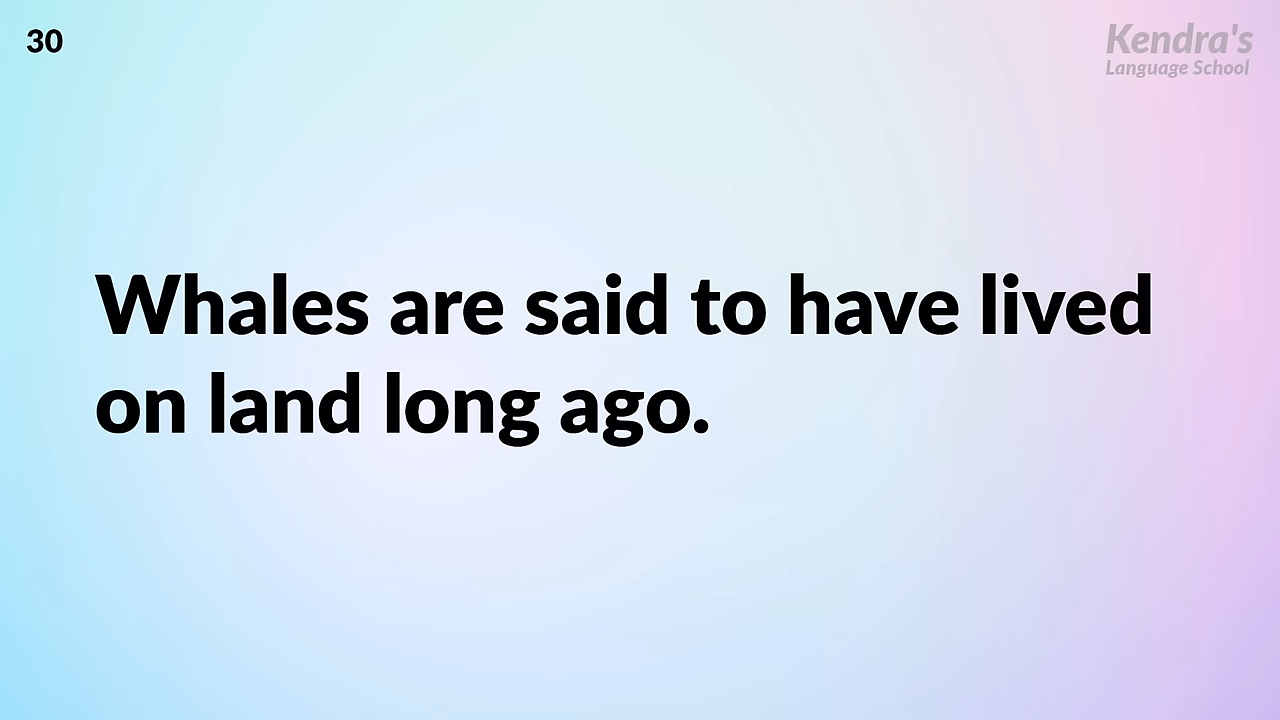 30
Kendra's
Language School
Whales are said to have lived
on land long ago.